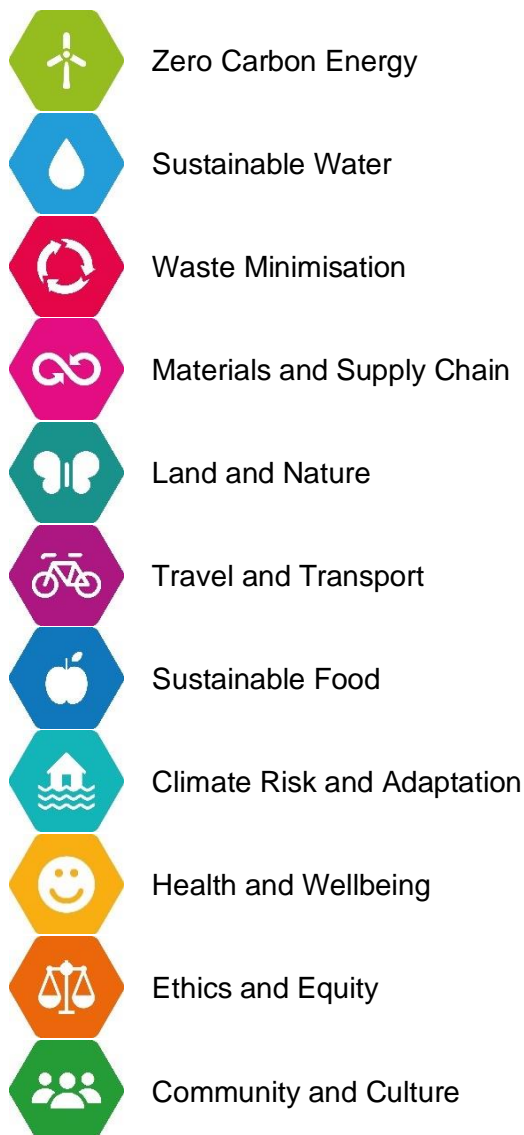 Zero Carbon Energy
Sustainable Water
Waste Minimisation
Materials and Supply Chain
Land and Nature
Travel and Transport
Sustainable Food
Climate Risk and Adaptation
Health and Wellbeing
Ethics and Equity
Community and Culture